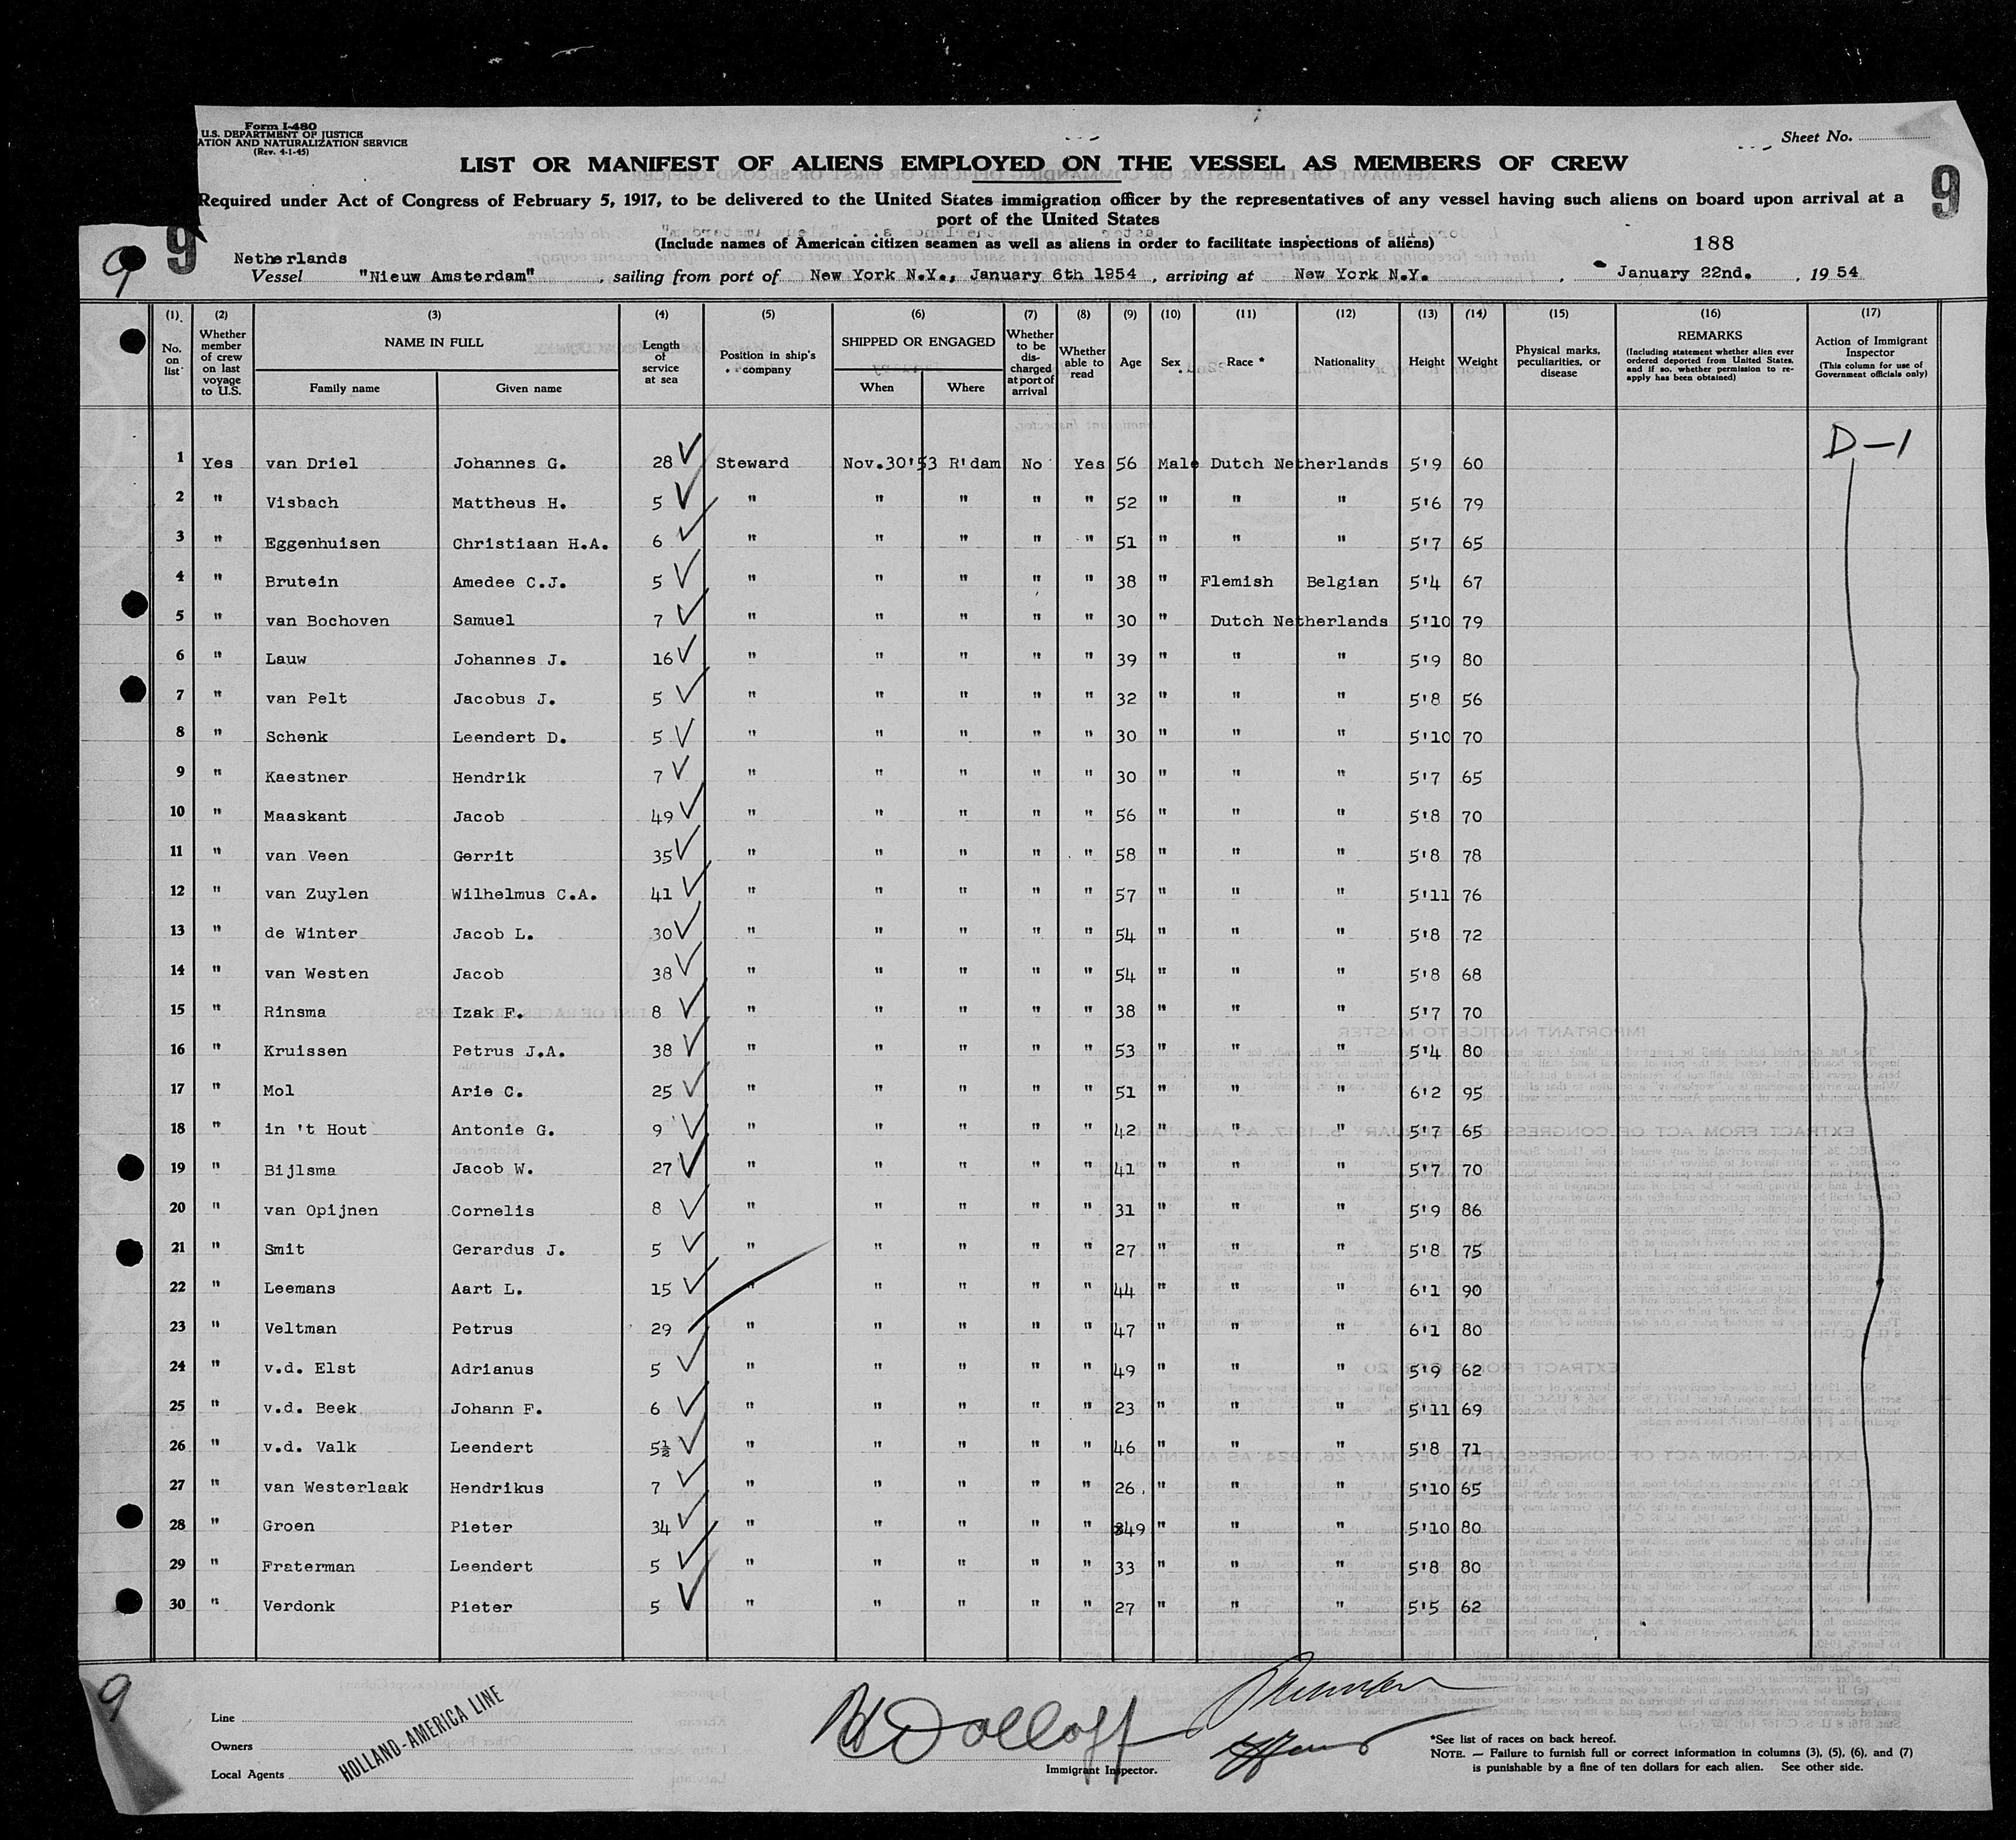 Form I-480
U.S. DEPARTMENT OF JUSTICE
ATION AND NATURALIZATION SERVICE
(Rev. 4-1-45)
Sheet No.
LIST OR MANIFEST OF ALIENS EMPLOYED ON THE VESSEL AS MEMBERS OF CREW
9
Required under Act of Congress of February 5, 1917, to be delivered to the United States immigration officer by the representatives of any vessel having such aliens on board upon arrival at a
port of the United States
(Include names of American citizen seamen as well as aliens in order to facilitate inspections of aliens)
188
9 9
Netherlands
Vessel "Nieuw Amsterdam", sailing from port of New York N.Y., January 6th 1954, arriving at New York N.Y., January 22nd., 1954
(1) No. on list (2) Whether member of crew on last voyage to U.S. (3) NAME IN FULL Family name Given name (4) Length of service at sea (5) Position in ship's company (6) SHIPPED OR ENGAGED When Where (7) Whether to be discharged at port of arrival (8) Whether able to read (9) Age (10) Sex (11) Race * (12) Nationality (13) Height (14) Weight (15) Physical marks, peculiarities, or disease (16) REMARKS (Including statement whether alien ever ordered deported from United States, and if so, whether permission to re-apply has been obtained) (17) Action of Immigrant Inspector (This column for use of Government officials only)
D-1
1 Yes van Driel Johannes G. 28 Steward Nov.30'53 R'dam No Yes 56 Male Dutch Netherlands 5'9 60
2 " Visbach Mattheus H. 5 " " " " " 52 " " " 5'6 79
3 " Eggenhuisen Christiaan H.A. 6 " " " " " 51 " " " 5'7 65
4 " Brutein Amedee C.J. 5 " " " " " 38 " Flemish Belgian 5'4 67
5 " van Bochoven Samuel 7 " " " " " 30 " Dutch Netherlands 5'10 79
6 " Lauw Johannes J. 16 " " " " " 39 " " " 5'9 80
7 " van Pelt Jacobus J. 5 " " " " " 32 " " " 5'8 56
8 " Schenk Leendert D. 5 " " " " " 30 " " " 5'10 70
9 " Kaestner Hendrik 7 " " " " " 30 " " " 5'7 65
10 " Maaskant Jacob 49 " " " " " 56 " " " 5'8 70
11 " van Veen Gerrit 35 " " " " " 58 " " " 5'8 78
12 " van Zuylen Wilhelmus C.A. 41 " " " " " 57 " " " 5'11 76
13 " de Winter Jacob L. 30 " " " " " 54 " " " 5'8 72
14 " van Westen Jacob 38 " " " " " 54 " " " 5'8 68
15 " Rinsma Izak F. 8 " " " " " 38 " " " 5'7 70
16 " Kruissen Petrus J.A. 38 " " " " " 53 " " " 5'4 80
17 " Mol Arie C. 25 " " " " " 51 " " " 6'2 95
18 " in 't Hout Antonie G. 9 " " " " " 42 " " " 5'7 65
19 " Bijlsma Jacob W. 27 " " " " " 41 " " " 5'7 70
20 " van Opijnen Cornelis 8 " " " " " 31 " " " 5'9 86
21 " Smit Gerardus J. 5 " " " " " 27 " " " 5'8 75
22 " Leemans Aart L. 15 " " " " " 44 " " " 6'1 90
23 " Veltman Petrus 29 " " " " " 47 " " " 6'1 80
24 " v.d. Elst Adrianus 5 " " " " " 49 " " " 5'9 62
25 " v.d. Beek Johann F. 6 " " " " " 23 " " " 5'11 69
26 " v.d. Valk Leendert 5½ " " " " " 46 " " " 5'8 71
27 " van Westerlaak Hendrikus 7 " " " " " 26 " " " 5'10 65
28 " Groen Pieter 34 " " " " " 49 " " " 5'10 80
29 " Fraterman Leendert 5 " " " " " 33 " " " 5'8 80
30 " Verdonk Pieter 5 " " " " " 27 " " " 5'5 62
9
Line
Owners
Local Agents
HOLLAND-AMERICA LINE
Immigrant Inspector.
*See list of races on back hereof.
NOTE. — Failure to furnish full or correct information in columns (3), (5), (6), and (7)
is punishable by a fine of ten dollars for each alien. See other side.